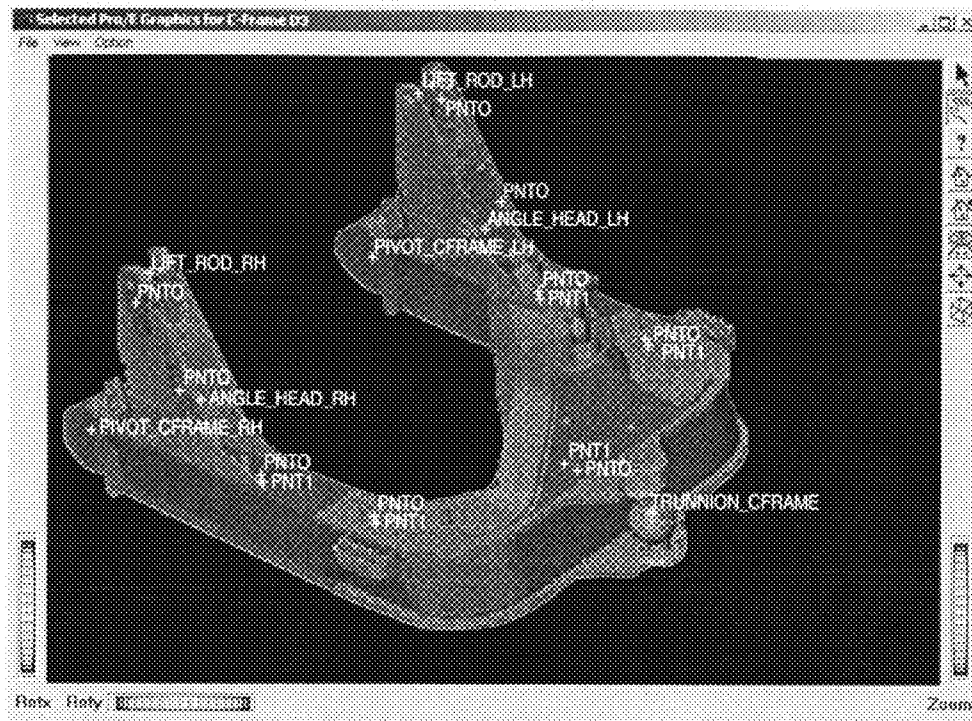 Selected Pro/E Graphics for C-Frame D3
File View Option
LIFT_ROD_LH
PNT0
PNT0
ANGLE_HEAD_LH
PIVOT_CFRAME_LH
LIFT_ROD_RH
PNT0
PNT0
PNT1
PNT0
PNT1
PNT0
ANGLE_HEAD_RH
PIVOT_CFRAME_RH
PNT0
PNT1
PNT1
PNT0
PNT0
PNT1
TRUNNION_CFRAME
Rotx Roty
Zoom